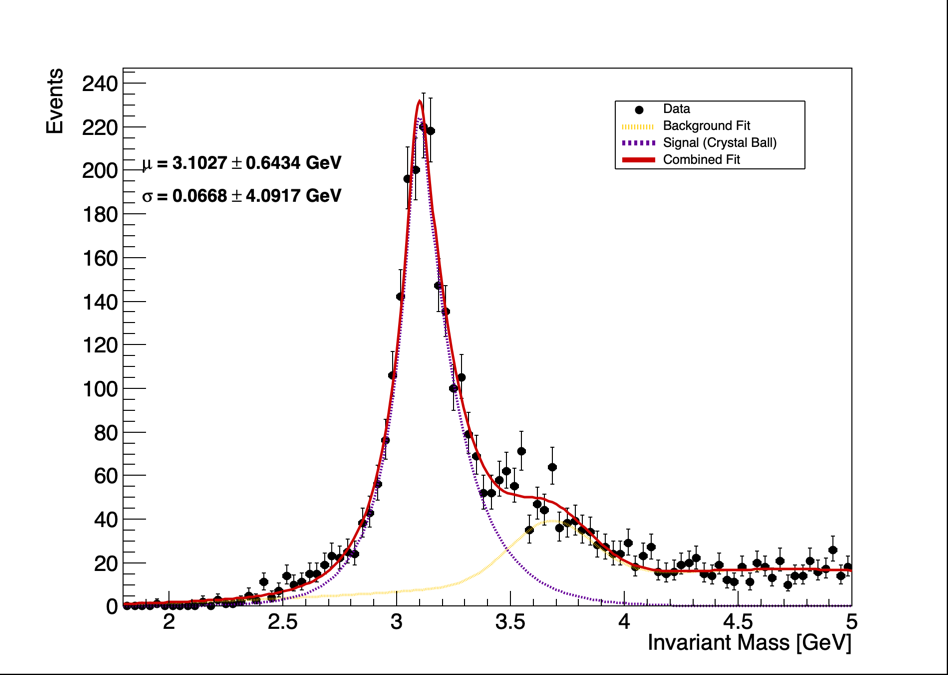 Events
240
220
200
180
160
140
120
100
80
60
40
20
0
μ = 3.1027 ± 0.6434 GeV
σ = 0.0668 ± 4.0917 GeV
Data
Background Fit
Signal (Crystal Ball)
Combined Fit
2 2.5 3 3.5 4 4.5 5
Invariant Mass [GeV]